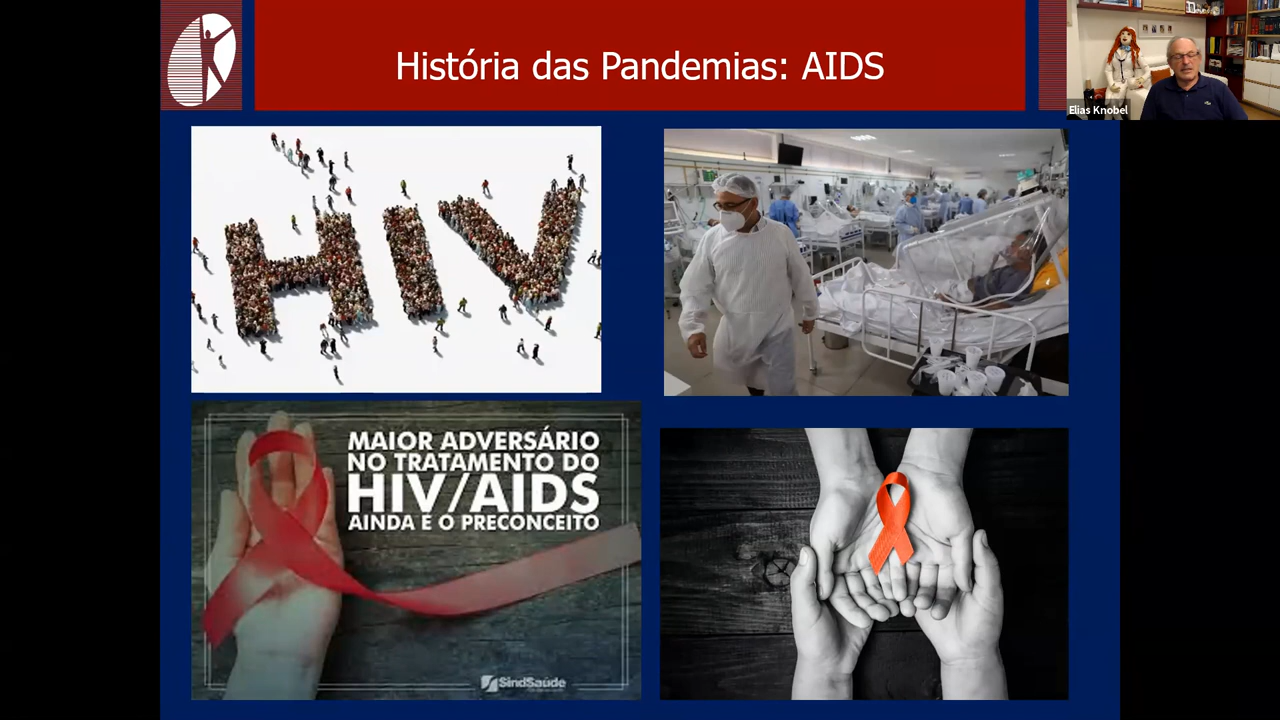 História das Pandemias: AIDS
Elias Knobel
HIV
MAIOR ADVERSÁRIO
NO TRATAMENTO DO
HIV/AIDS
AINDA É O PRECONCEITO
SindSaúde